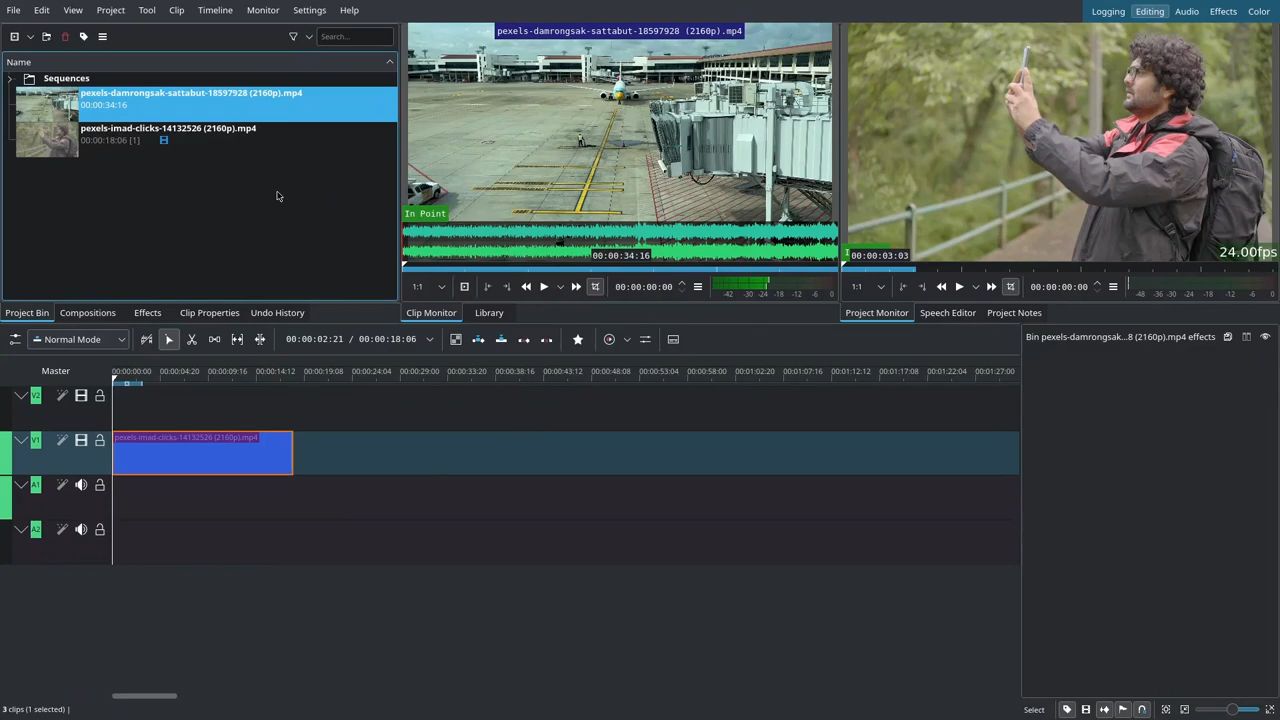 File Edit View Project Tool Clip Timeline Monitor Settings Help
Logging Editing Audio Effects Color
Search...
Name
Sequences
pexels-damrongsak-sattabut-18597928 (2160p).mp4
00:00:34:16
pexels-imad-clicks-14132526 (2160p).mp4
00:00:18:06 [1]
pexels-damrongsak-sattabut-18597928 (2160p).mp4
In Point
00:00:34:16
00:00:03:03
24.00fps
1:1
00:00:00:00
-42 -30 -24 -18 -12 -6 0
1:1
00:00:00:00
-48 -36 -30 -24 -18 -12 -6 0
Project Bin Compositions Effects Clip Properties Undo History
Clip Monitor Library
Project Monitor Speech Editor Project Notes
Normal Mode
00:00:02:21 / 00:00:18:06
Bin pexels-damrongsak...8 (2160p).mp4 effects
Master
00:00:00:00 00:00:04:20 00:00:09:16 00:00:14:12 00:00:19:08 00:00:24:04 00:00:29:00 00:00:33:20 00:00:38:16 00:00:43:12 00:00:48:08 00:00:53:04 00:00:58:00 00:01:02:20 00:01:07:16 00:01:12:12 00:01:17:08 00:01:22:04 00:01:27:00
V2
V1
pexels-imad-clicks-14132526 (2160p).mp4
A1
A2
3 clips (1 selected) |
Select